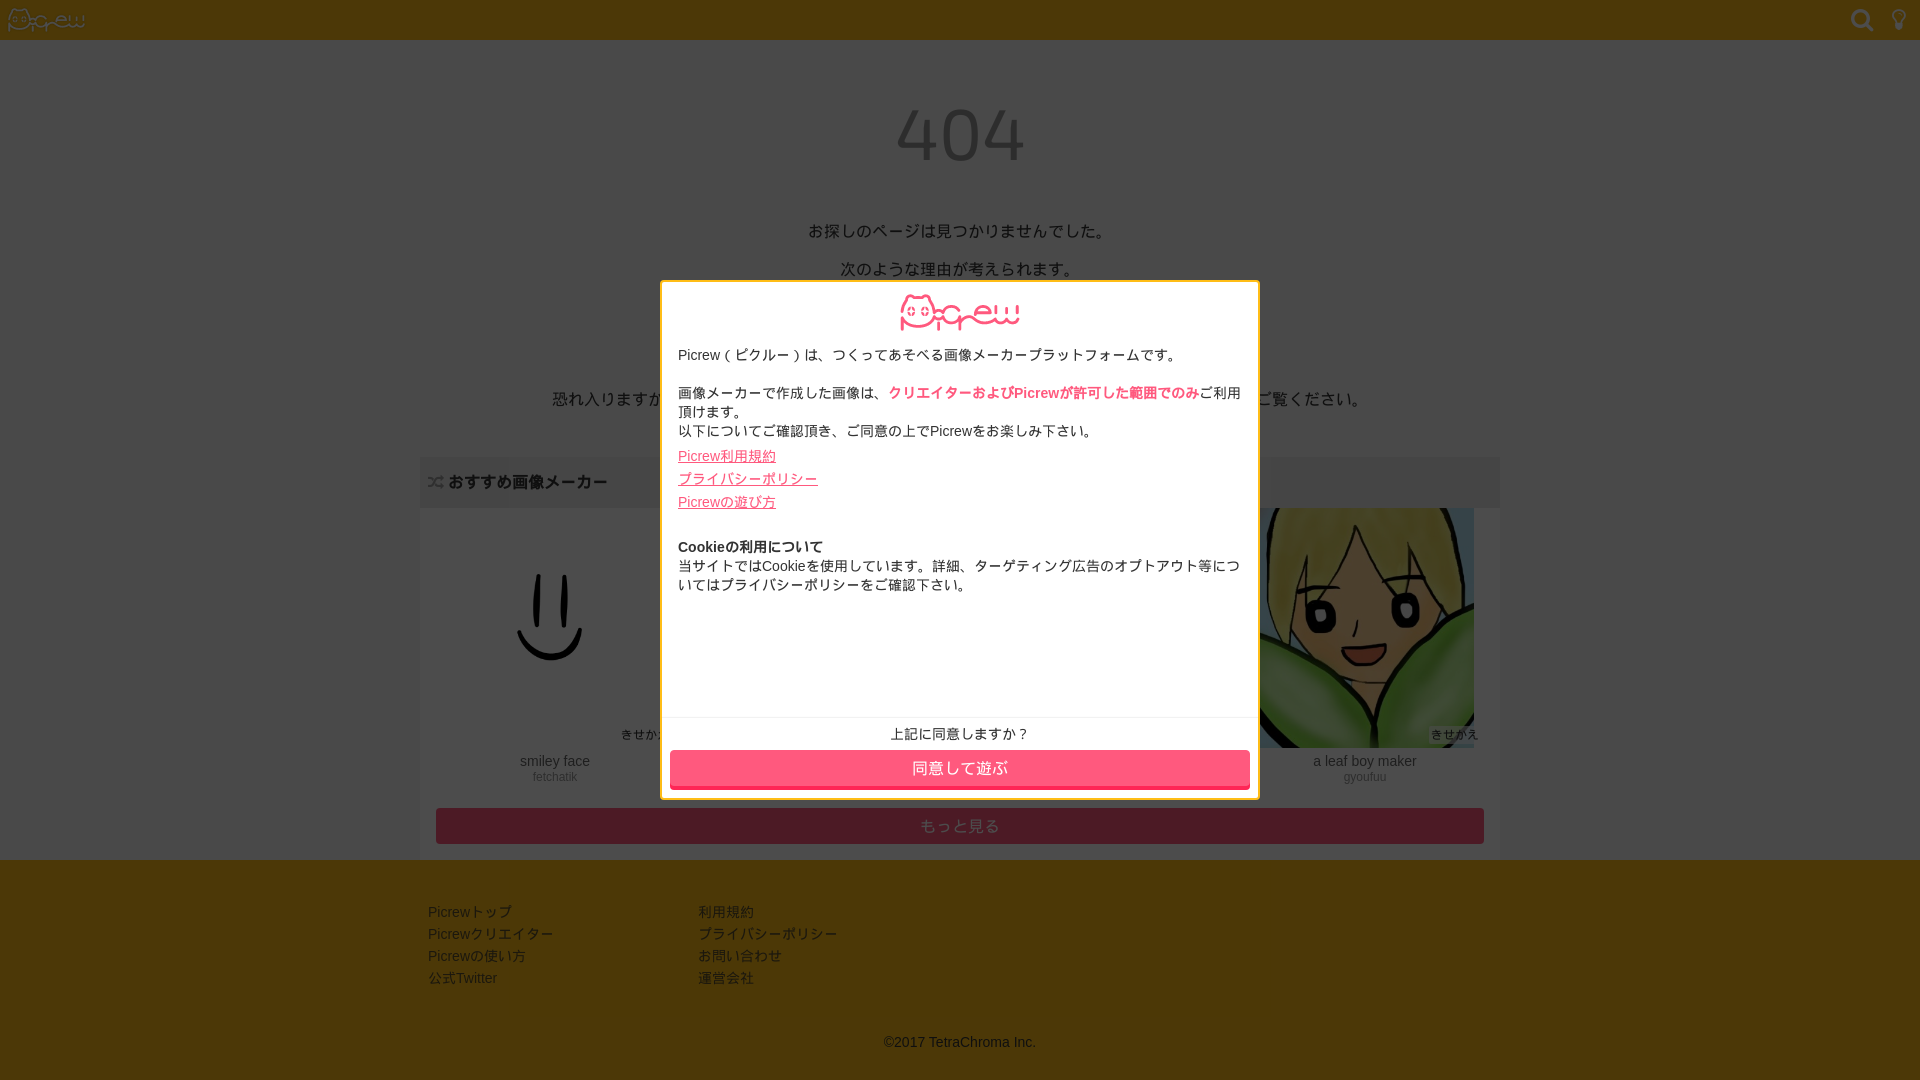 Picrew
404
お探しのページは見つかりませんでした。
次のような理由が考えられます。
恐れ入りますが
ご覧ください。
Picrew
Picrew（ピクルー）は、つくってあそべる画像メーカープラットフォームです。
画像メーカーで作成した画像は、クリエイターおよびPicrewが許可した範囲でのみご利用
頂けます。
以下についてご確認頂き、ご同意の上でPicrewをお楽しみ下さい。
Picrew利用規約
プライバシーポリシー
Picrewの遊び方
Cookieの利用について
当サイトではCookieを使用しています。詳細、ターゲティング広告のオプトアウト等につ
いてはプライバシーポリシーをご確認下さい。
上記に同意しますか？
同意して遊ぶ
おすすめ画像メーカー
きせかえ
きせかえ
smiley face
fetchatik
a leaf boy maker
gyoufuu
もっと見る
Picrewトップ
Picrewクリエイター
Picrewの使い方
公式Twitter
利用規約
プライバシーポリシー
お問い合わせ
運営会社
©2017 TetraChroma Inc.